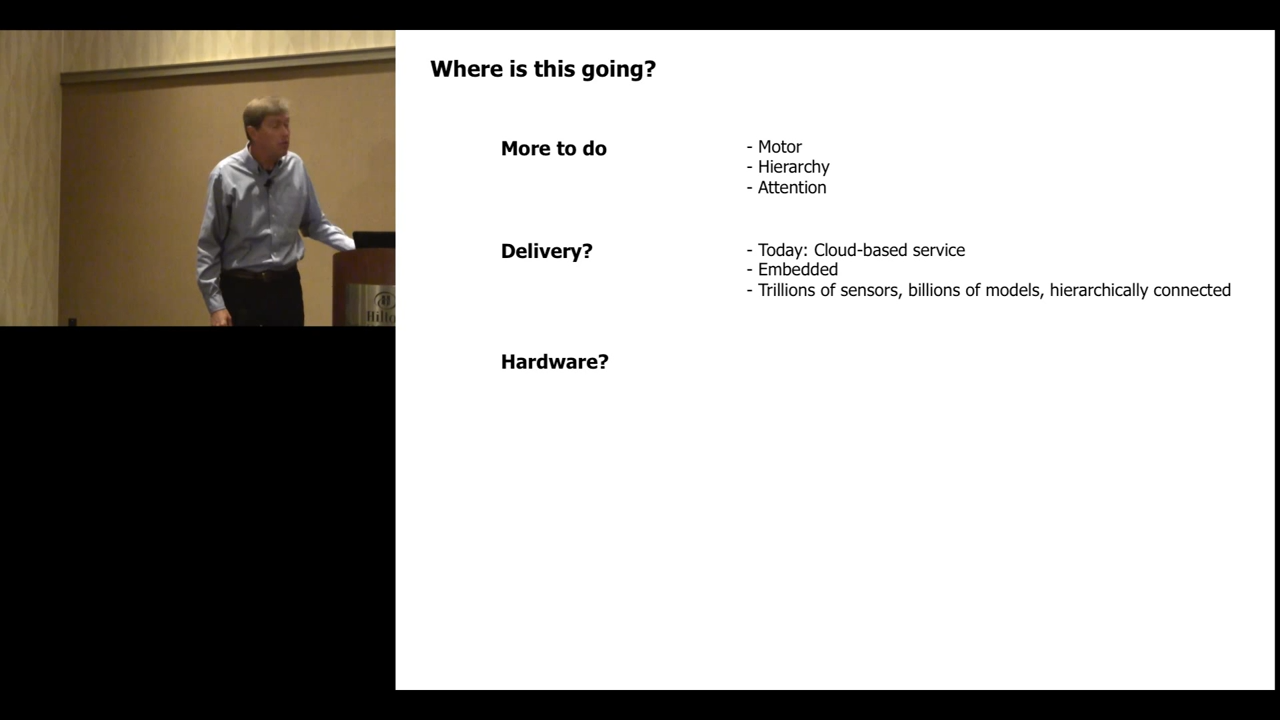 Where is this going?
More to do
- Motor
- Hierarchy
- Attention
Delivery?
- Today: Cloud-based service
- Embedded
- Trillions of sensors, billions of models, hierarchically connected
Hardware?